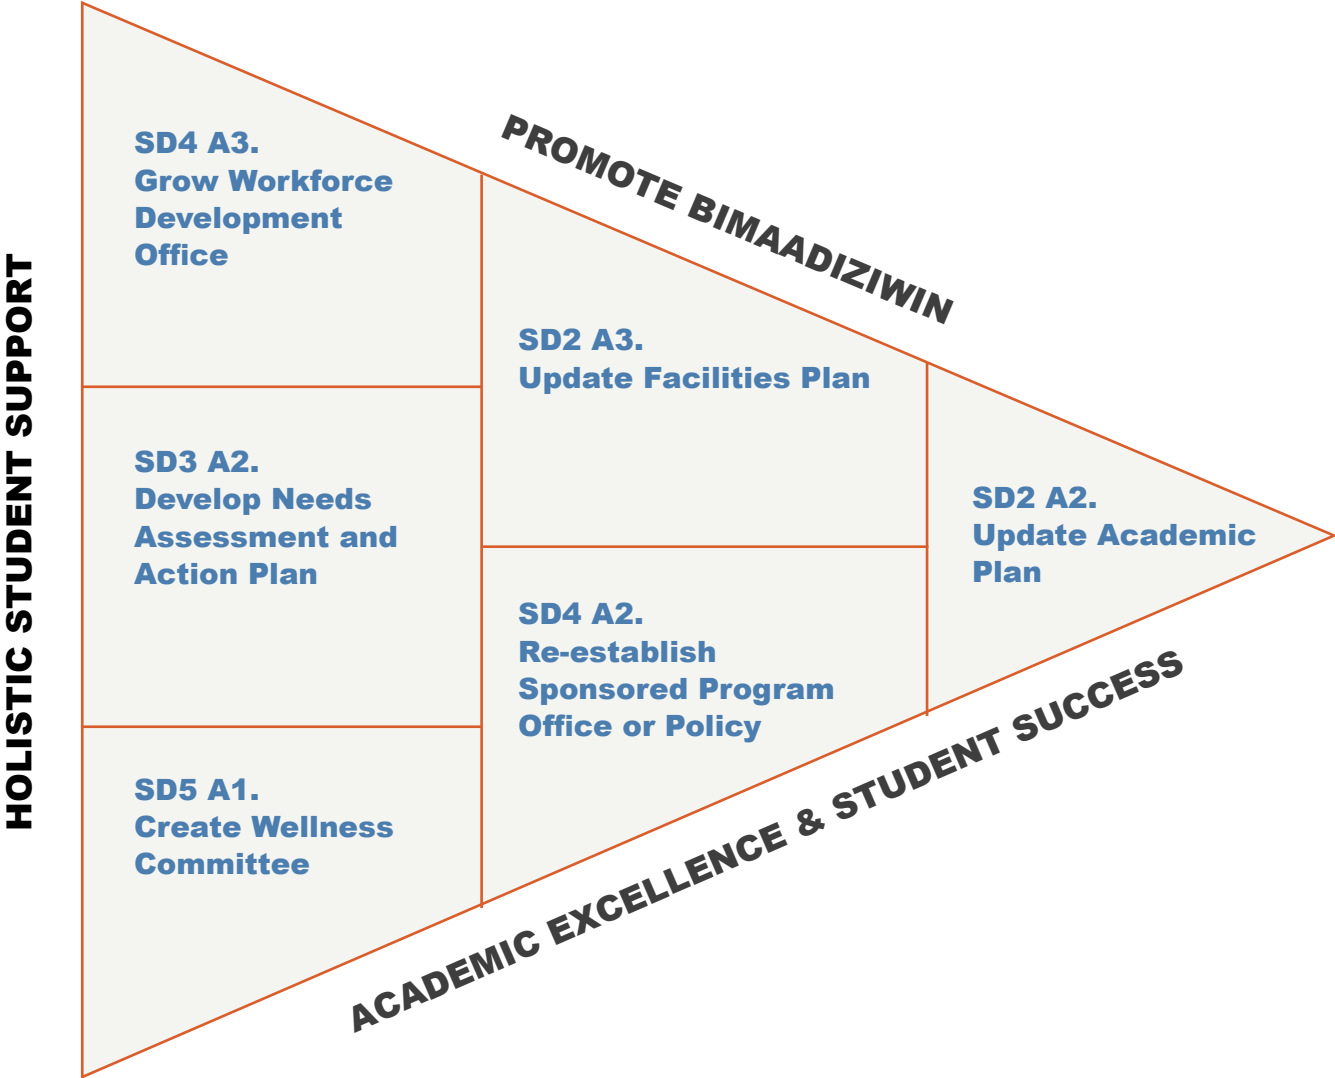 HOLISTIC STUDENT SUPPORT
SD4 A3.
Grow Workforce
Development
Office
SD3 A2.
Develop Needs
Assessment and
Action Plan
SD5 A1.
Create Wellness
Committee
PROMOTE BIMAADIZIWIN
SD2 A3.
Update Facilities Plan
SD4 A2.
Re-establish
Sponsored Program
Office or Policy
SD2 A2.
Update Academic
Plan
ACADEMIC EXCELLENCE & STUDENT SUCCESS